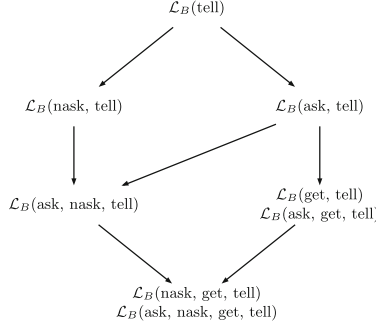 ℒ_B(tell)
ℒ_B(nask, tell) ℒ_B(ask, tell)
ℒ_B(ask, nask, tell)
ℒ_B(get, tell)
ℒ_B(ask, get, tell)
ℒ_B(nask, get, tell)
ℒ_B(ask, nask, get, tell)